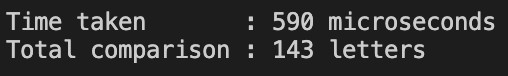 Time taken       : 590 microseconds
Total comparison : 143 letters